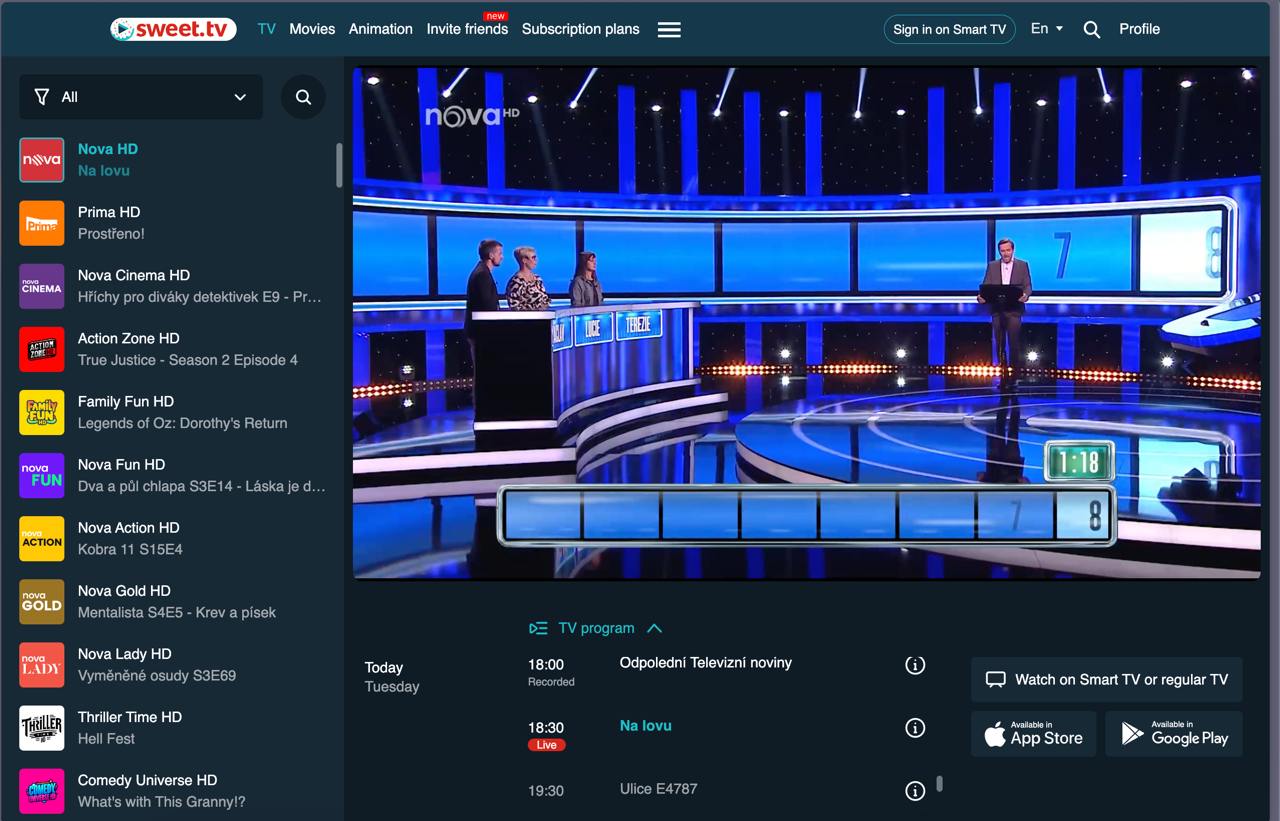 sweet.tv
TV
Movies
Animation
Invite friends
new
Subscription plans
Sign in on Smart TV
En
Profile
All
nova
Nova HD
Na lovu
Prima
Prima HD
Prostřeno!
nova
CINEMA
Nova Cinema HD
Hříchy pro diváky detektivek E9 - Pr…
ACTION
ZONE HD
Action Zone HD
True Justice - Season 2 Episode 4
FAMILY
FUN
HD
Family Fun HD
Legends of Oz: Dorothy's Return
nova
FUN
Nova Fun HD
Dva a půl chlapa S3E14 - Láska je d…
nova
ACTION
Nova Action HD
Kobra 11 S15E4
nova
GOLD
Nova Gold HD
Mentalista S4E5 - Krev a písek
nova
LADY
Nova Lady HD
Vyměněné osudy S3E69
THRILLER
TIME
Thriller Time HD
Hell Fest
COMEDY
Comedy Universe HD
What's with This Granny!?
nova HD
7
8
LUCIE
TEREZIE
1:18
7 8
TV program
Today
Tuesday
18:00
Recorded
Odpolední Televizní noviny
18:30
Live
Na lovu
19:30
Ulice E4787
Watch on Smart TV or regular TV
Available in
App Store
Available in
Google Play